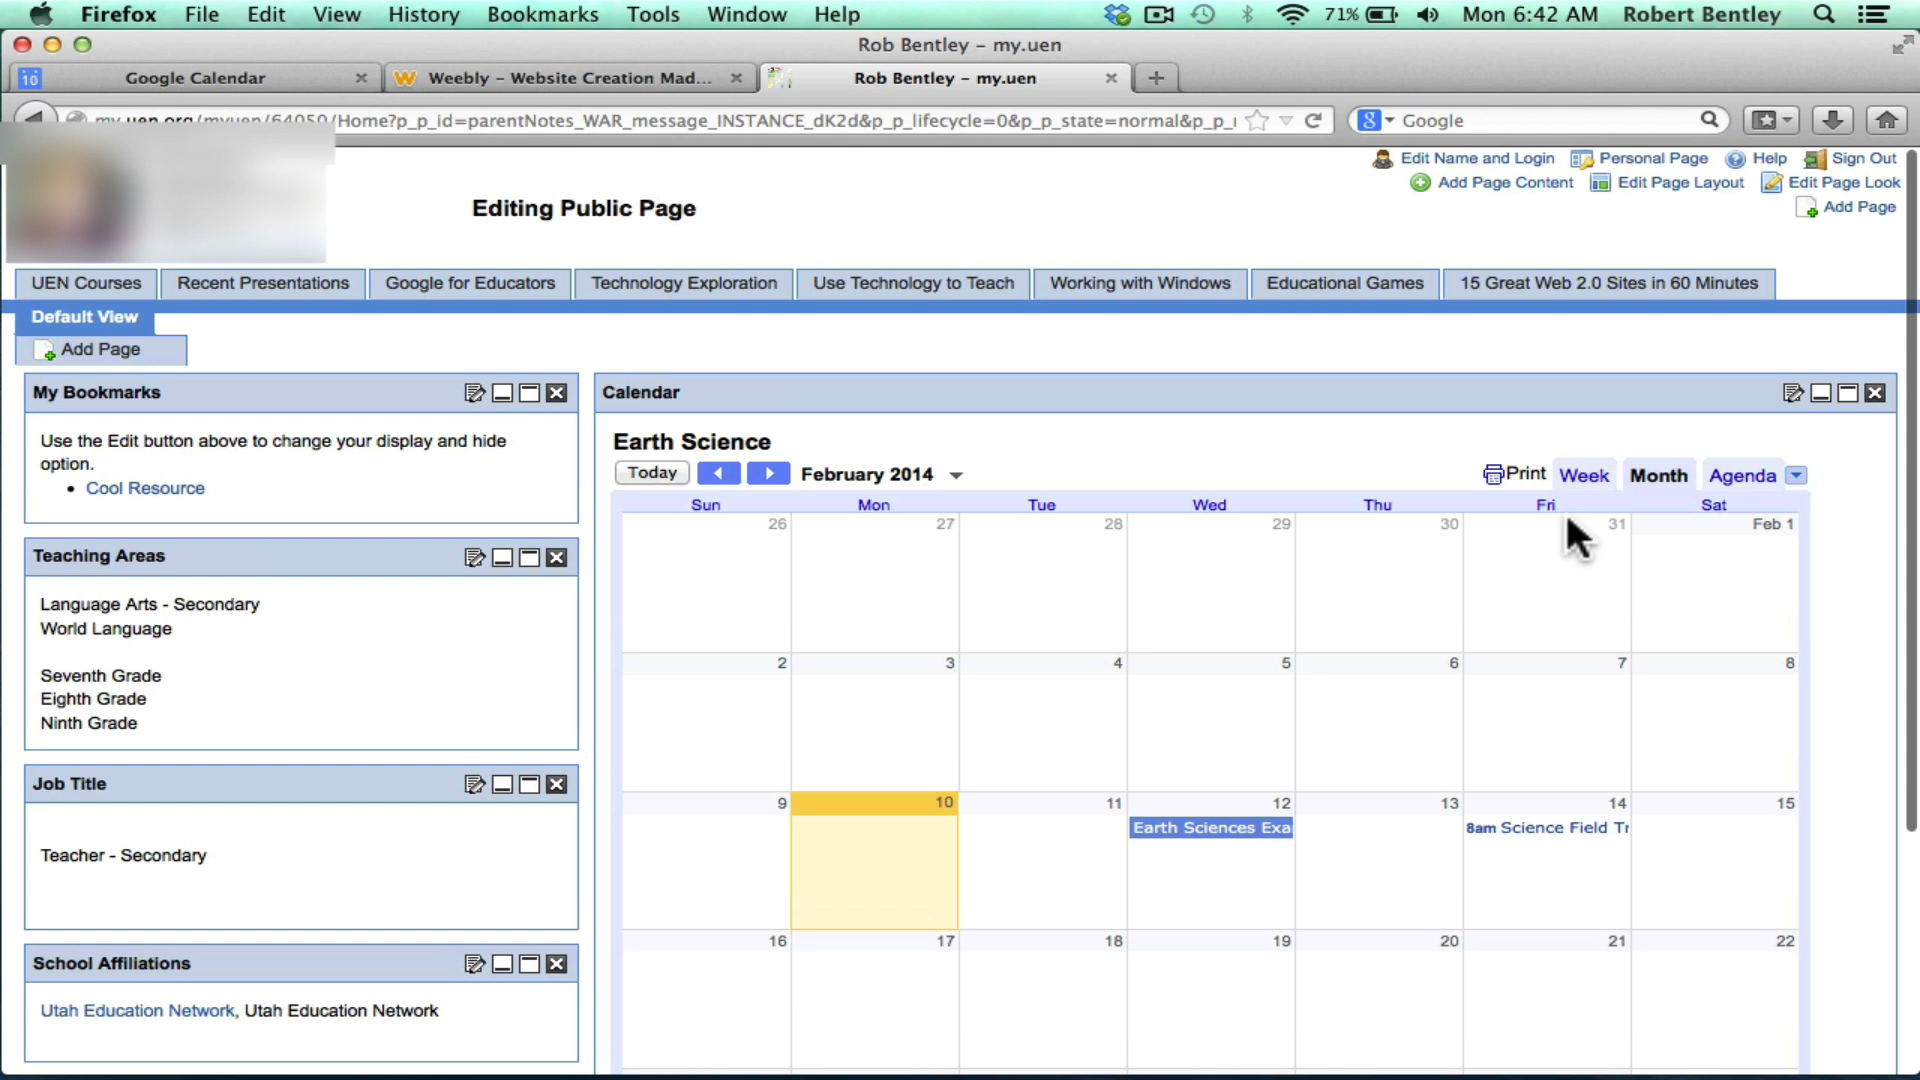 Firefox File Edit View History Bookmarks Tools Window Help 71% Mon 6:42 AM Robert Bentley
Rob Bentley – my.uen
10 Google Calendar Weebly – Website Creation Mad... Rob Bentley – my.uen
my.uen.org/myuen/64050/Home?p_p_id=parentNotes_WAR_message_INSTANCE_dK2d&p_p_lifecycle=0&p_p_state=normal&p_p_ Google
Edit Name and Login Personal Page Help Sign Out
Add Page Content Edit Page Layout Edit Page Look
Add Page
Editing Public Page
UEN Courses Recent Presentations Google for Educators Technology Exploration Use Technology to Teach Working with Windows Educational Games 15 Great Web 2.0 Sites in 60 Minutes
Default View
Add Page
My Bookmarks
Use the Edit button above to change your display and hide
option.
Cool Resource
Teaching Areas
Language Arts - Secondary
World Language
Seventh Grade
Eighth Grade
Ninth Grade
Job Title
Teacher - Secondary
School Affiliations
Utah Education Network, Utah Education Network
Calendar
Earth Science
Today February 2014 Print Week Month Agenda
Sun Mon Tue Wed Thu Fri Sat
26 27 28 29 30 31 Feb 1
2 3 4 5 6 7 8
9 10 11 12 13 14 15
Earth Sciences Exa 8am Science Field Tr
16 17 18 19 20 21 22